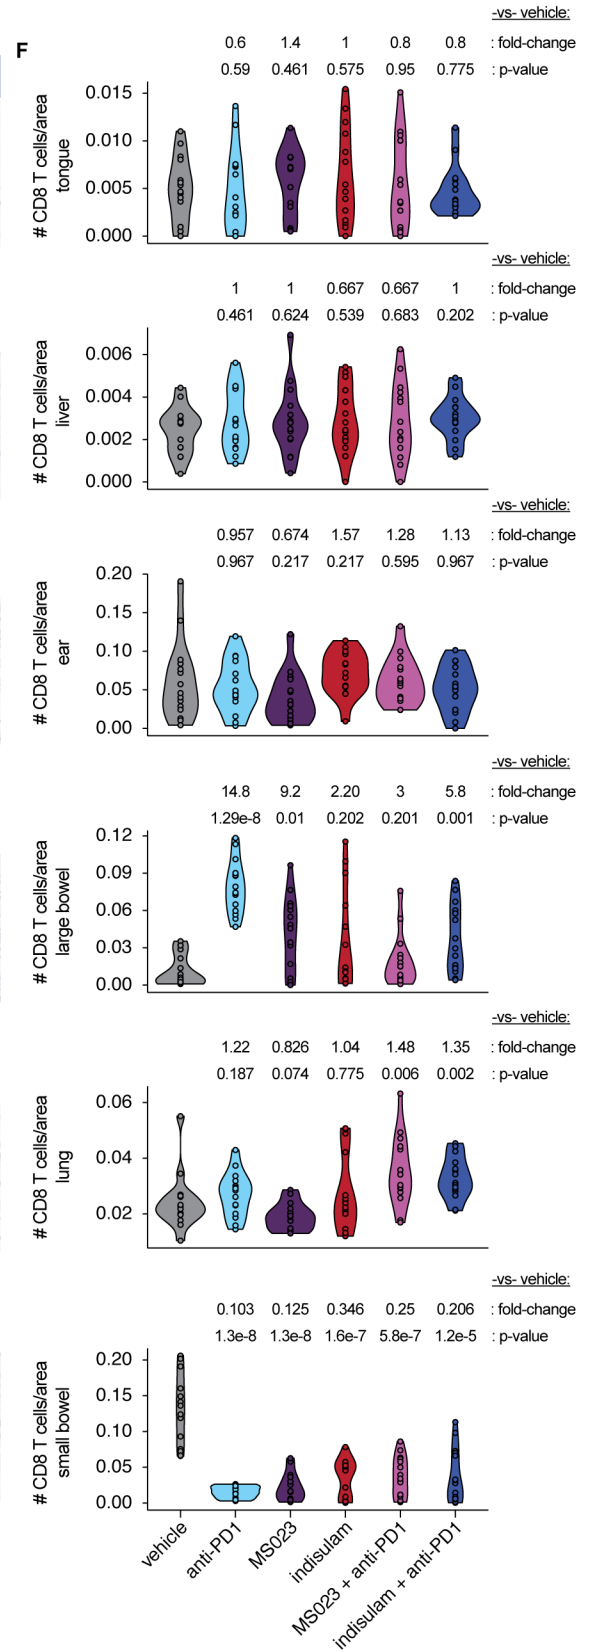 F
-vs- vehicle:
0.6 1.4 1 0.8 0.8 : fold-change
0.59 0.461 0.575 0.95 0.775 : p-value
# CD8 T cells/area
tongue
0.015
0.010
0.005
0.000
-vs- vehicle:
1 1 0.667 0.667 1 : fold-change
0.461 0.624 0.539 0.683 0.202 : p-value
# CD8 T cells/area
liver
0.006
0.004
0.002
0.000
-vs- vehicle:
0.957 0.674 1.57 1.28 1.13 : fold-change
0.967 0.217 0.217 0.595 0.967 : p-value
# CD8 T cells/area
ear
0.20
0.15
0.10
0.05
0.00
-vs- vehicle:
14.8 9.2 2.20 3 5.8 : fold-change
1.29e-8 0.01 0.202 0.201 0.001 : p-value
# CD8 T cells/area
large bowel
0.12
0.09
0.06
0.03
0.00
-vs- vehicle:
1.22 0.826 1.04 1.48 1.35 : fold-change
0.187 0.074 0.775 0.006 0.002 : p-value
# CD8 T cells/area
lung
0.06
0.04
0.02
-vs- vehicle:
0.103 0.125 0.346 0.25 0.206 : fold-change
1.3e-8 1.3e-8 1.6e-7 5.8e-7 1.2e-5 : p-value
# CD8 T cells/area
small bowel
0.20
0.15
0.10
0.05
0.00
vehicle
anti-PD1
MS023
indisulam
MS023 + anti-PD1
indisulam + anti-PD1